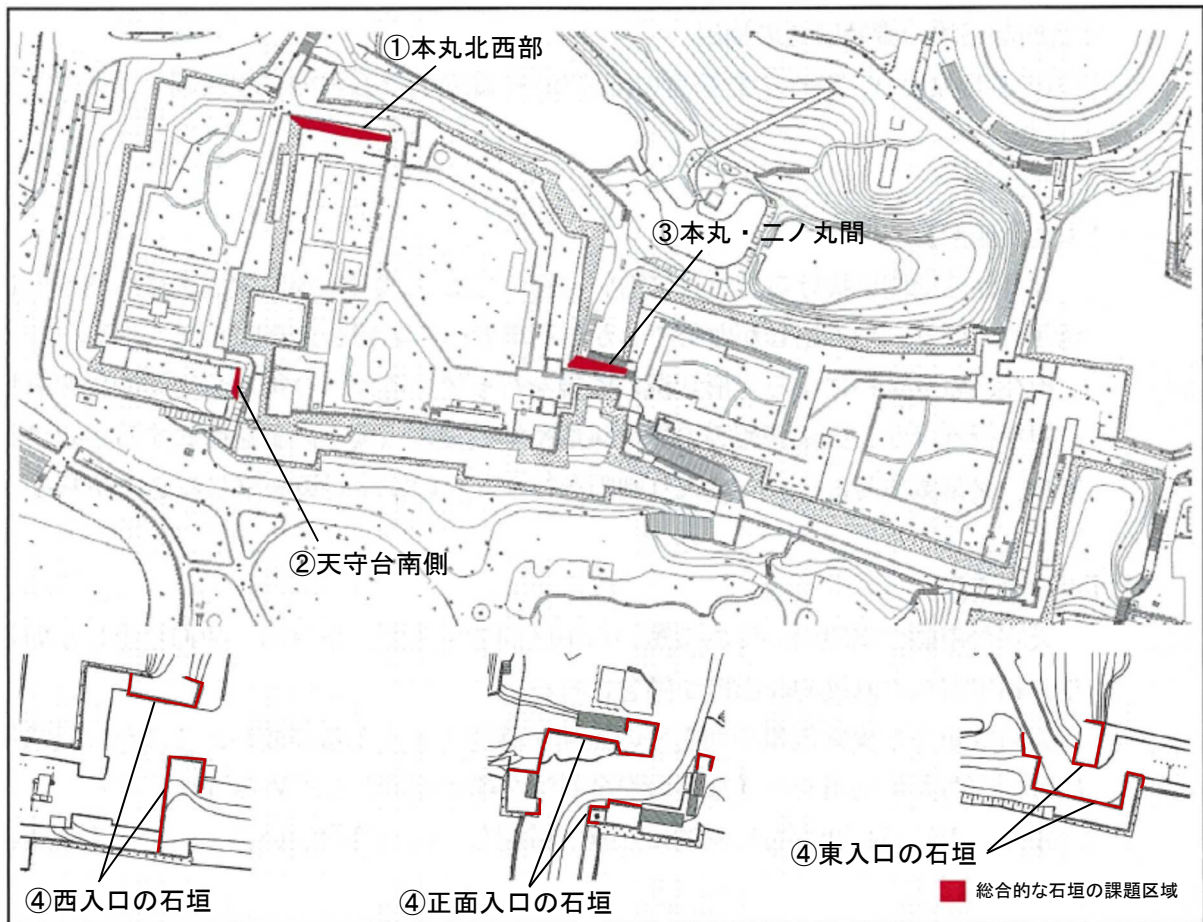 ①本丸北西部
③本丸・二ノ丸間
②天守台南側
④西入口の石垣
④正面入口の石垣
④東入口の石垣
総合的な石垣の課題区域